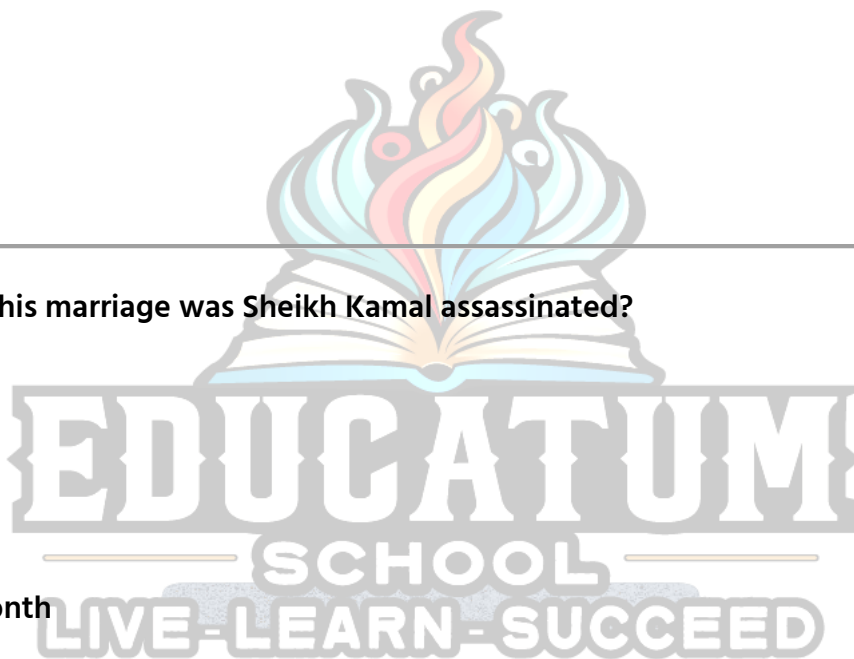 his marriage was Sheikh Kamal assassinated?
EDUCATUM
SCHOOL
onth
LIVE-LEARN-SUCCEED